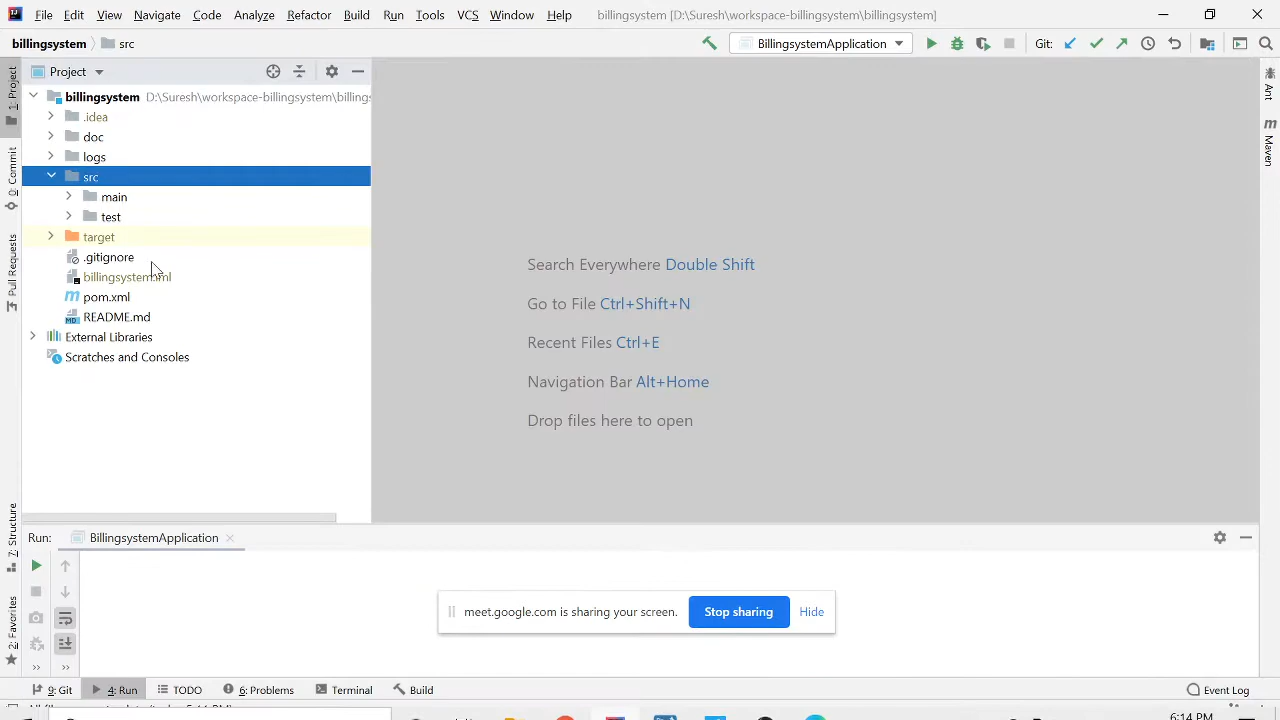 File Edit View Navigate Code Analyze Refactor Build Run Tools VCS Window Help billingsystem [D:\Suresh\workspace-billingsystem\billingsystem]
billingsystem src BillingsystemApplication Git:
Project
billingsystem D:\Suresh\workspace-billingsystem\billings
.idea
doc
logs
src
main
test
target
.gitignore
billingsystem.iml
pom.xml
README.md
External Libraries
Scratches and Consoles
Search Everywhere Double Shift
Go to File Ctrl+Shift+N
Recent Files Ctrl+E
Navigation Bar Alt+Home
Drop files here to open
1: Project
0: Commit
Pull Requests
7: Structure
2: Favorites
Ant
Maven
Run: BillingsystemApplication
meet.google.com is sharing your screen. Stop sharing Hide
9: Git 4: Run TODO 6: Problems Terminal Build Event Log
6:14 PM